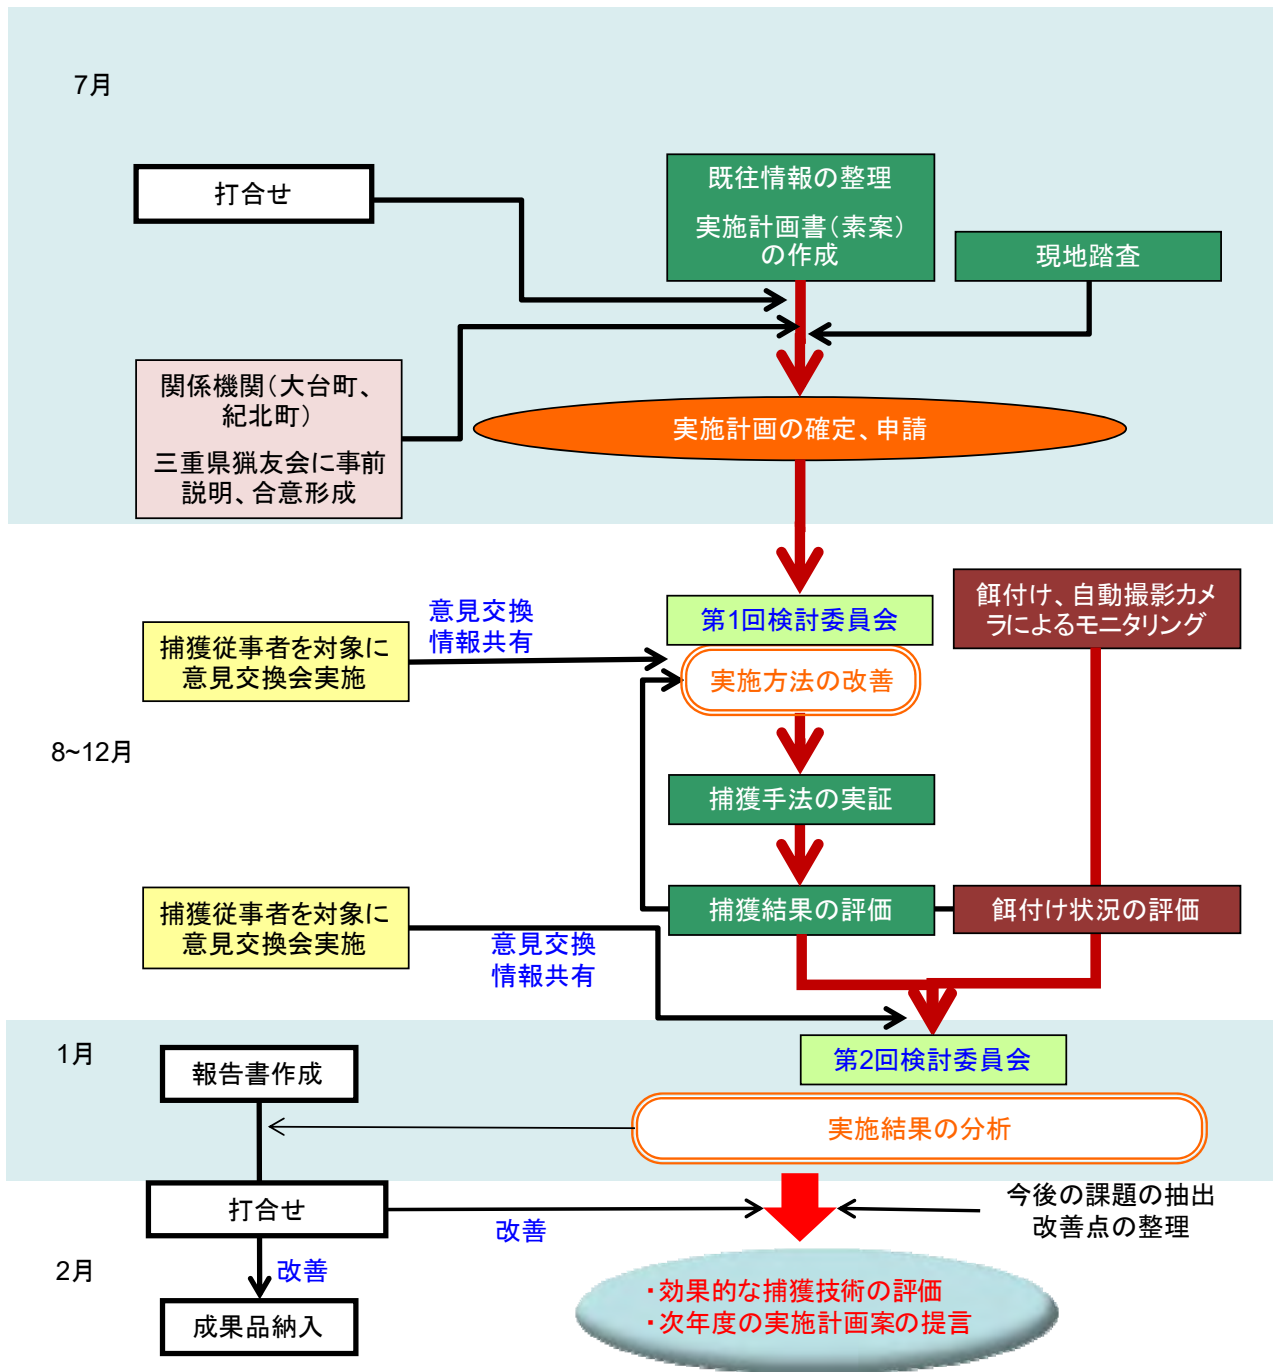 7月
打合せ
既往情報の整理
実施計画書(素案)
の作成
現地踏査
関係機関(大台町、
紀北町)
三重県猟友会に事前
説明、合意形成
実施計画の確定、申請
8~12月
捕獲従事者を対象に
意見交換会実施
意見交換
情報共有
第1回検討委員会
実施方法の改善
餌付け、自動撮影カメ
ラによるモニタリング
捕獲手法の実証
捕獲結果の評価
餌付け状況の評価
捕獲従事者を対象に
意見交換会実施
意見交換
情報共有
1月
報告書作成
第2回検討委員会
実施結果の分析
打合せ
改善
今後の課題の抽出
改善点の整理
2月
改善
成果品納入
・効果的な捕獲技術の評価
・次年度の実施計画案の提言